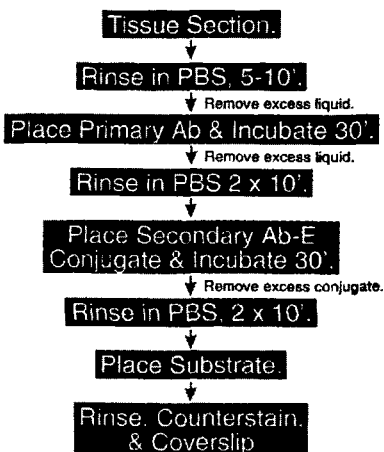 Tissue Section.
Rinse in PBS, 5-10'.
Remove excess liquid.
Place Primary Ab & Incubate 30'.
Remove excess liquid.
Rinse in PBS 2 x 10'.
Place Secondary Ab-E
Conjugate & Incubate 30'.
Remove excess conjugate.
Rinse in PBS, 2 x 10'.
Place Substrate.
Rinse. Counterstain.
& Coverslip